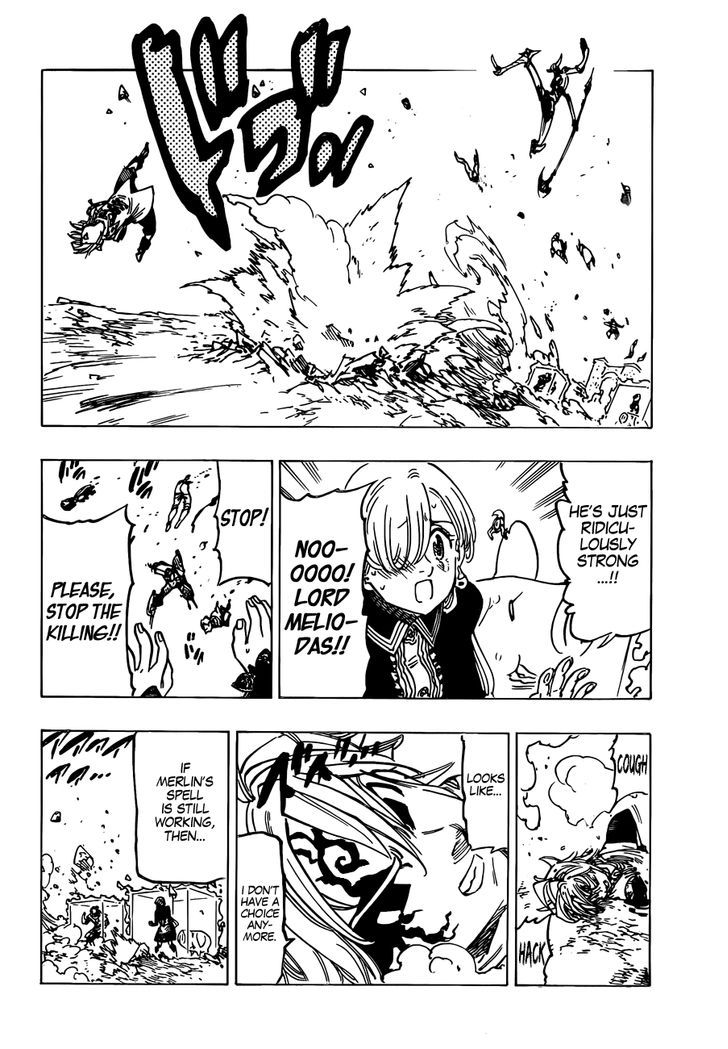 ドゴォ
HE'S JUST
RIDICU-
LOUSLY
STRONG
...!!
NOO-
OOOO!
LORD
MELIO-
DAS!!
STOP!
PLEASE,
STOP THE
KILLING!!
COUGH
HACK
LOOKS
LIKE...
I DON'T
HAVE A
CHOICE
ANY-
MORE.
IF
MERLIN'S
SPELL
IS STILL
WORKING,
THEN...